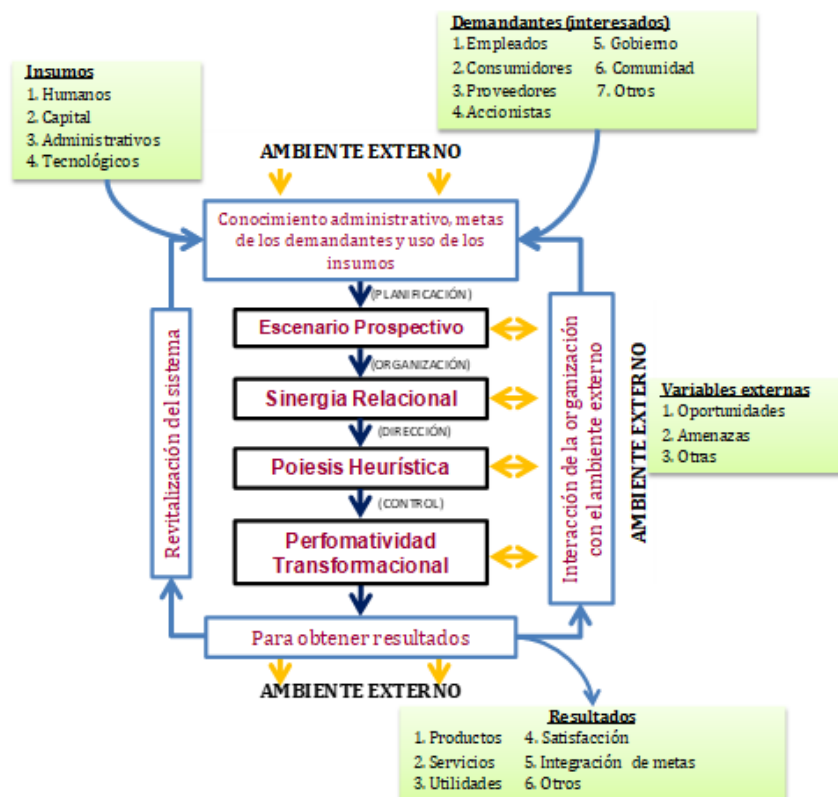 Demandantes (interesados)
1. Empleados
2. Consumidores
3. Proveedores
4. Accionistas
5. Gobierno
6. Comunidad
7. Otros
Insumos
1. Humanos
2. Capital
3. Administrativos
4. Tecnológicos
AMBIENTE EXTERNO
Conocimiento administrativo, metas
de los demandantes y uso de los
insumos
(PLANIFICACIÓN)
Escenario Prospectivo
(ORGANIZACIÓN)
Sinergia Relacional
(DIRECCIÓN)
Poiesis Heurística
(CONTROL)
Perfomatividad
Transformacional
Para obtener resultados
AMBIENTE EXTERNO
Revitalización del sistema
Interacción de la organización
con el ambiente externo
AMBIENTE EXTERNO
Variables externas
1. Oportunidades
2. Amenazas
3. Otras
Resultados
1. Productos
2. Servicios
3. Utilidades
4. Satisfacción
5. Integración de metas
6. Otros